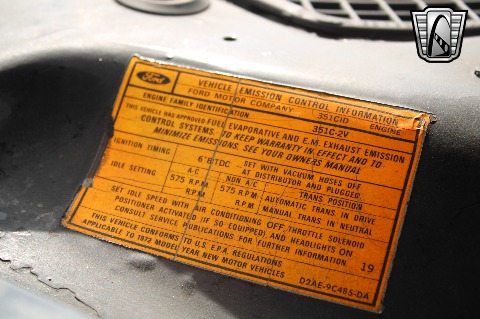 Ford
VEHICLE EMISSION CONTROL INFORMATION
FORD MOTOR COMPANY 351CID ENGINE
ENGINE FAMILY IDENTIFICATION 351C-2V
THIS VEHICLE HAS APPROVED FUEL EVAPORATIVE AND E.M. EXHAUST EMISSION
CONTROL SYSTEMS. TO KEEP WARRANTY IN EFFECT AND TO
MINIMIZE EMISSIONS, SEE YOUR OWNERS MANUAL
IGNITION TIMING 6°BTDC SET WITH VACUUM HOSES OFF
AT DISTRIBUTOR AND PLUGGED
IDLE SETTING A/C NON A/C TRANS POSITION
575 RPM 575 RPM AUTOMATIC TRANS IN DRIVE
RPM RPM MANUAL TRANS IN NEUTRAL
SET IDLE SPEED WITH AIR CONDITIONING OFF, THROTTLE SOLENOID
POSITIONER ACTIVATED (IF SO EQUIPPED) AND HEADLIGHTS ON
CONSULT SERVICE PUBLICATIONS FOR FURTHER INFORMATION
THIS VEHICLE CONFORMS TO U.S. E.P.A. REGULATIONS 19
APPLICABLE TO 1972 MODEL YEAR NEW MOTOR VEHICLES
D2AE-9C485-DA